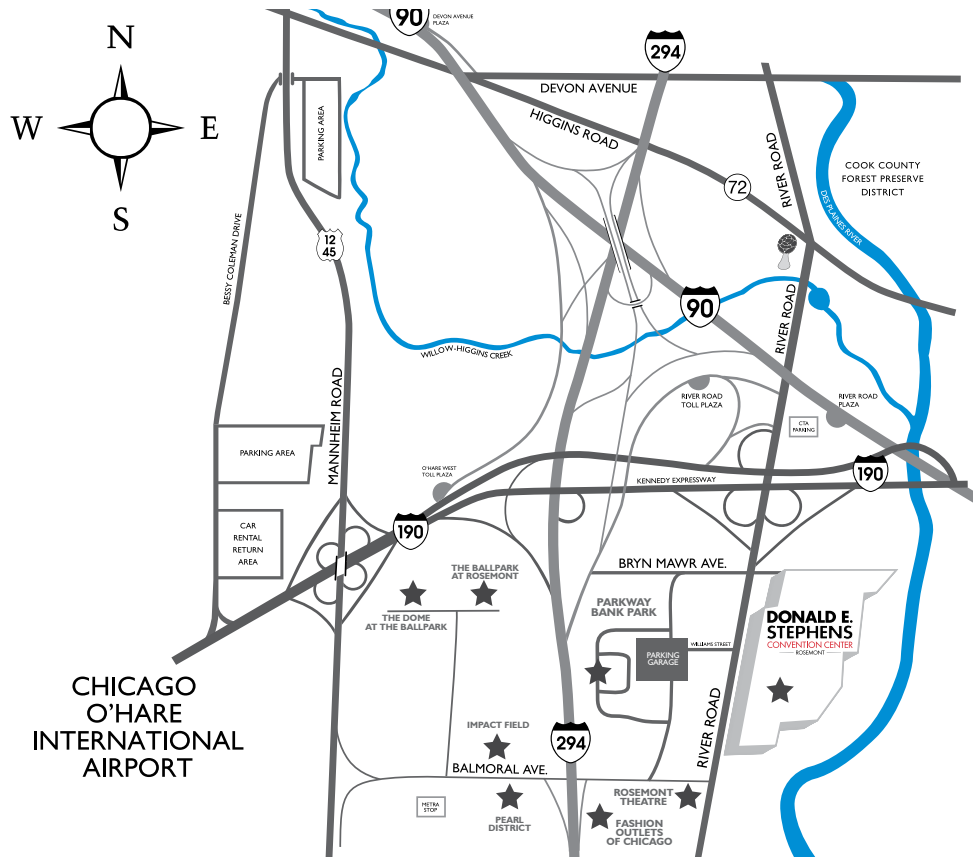 N
W
E
S
90
DEVON AVENUE
PLAZA
294
DEVON AVENUE
HIGGINS ROAD
RIVER ROAD
72
COOK COUNTY
FOREST PRESERVE
DISTRICT
DES PLAINES RIVER
PARKING AREA
BESSY COLEMAN DRIVE
12
45
90
RIVER ROAD
WILLOW-HIGGINS CREEK
MANNHEIM ROAD
RIVER ROAD
TOLL PLAZA
RIVER ROAD
PLAZA
CTA
PARKING
PARKING AREA
O'HARE WEST
TOLL PLAZA
190
KENNEDY EXPRESSWAY
190
CAR
RENTAL
RETURN
AREA
BRYN MAWR AVE.
THE BALLPARK
AT ROSEMONT
THE DOME
AT THE BALLPARK
PARKWAY
BANK PARK
DONALD E.
STEPHENS
CONVENTION CENTER
ROSEMONT
WILLIAMS STREET
PARKING
GARAGE
RIVER ROAD
CHICAGO
O'HARE
INTERNATIONAL
AIRPORT
IMPACT FIELD
294
BALMORAL AVE.
METRA
STOP
PEARL
DISTRICT
ROSEMONT
THEATRE
FASHION
OUTLETS
OF CHICAGO